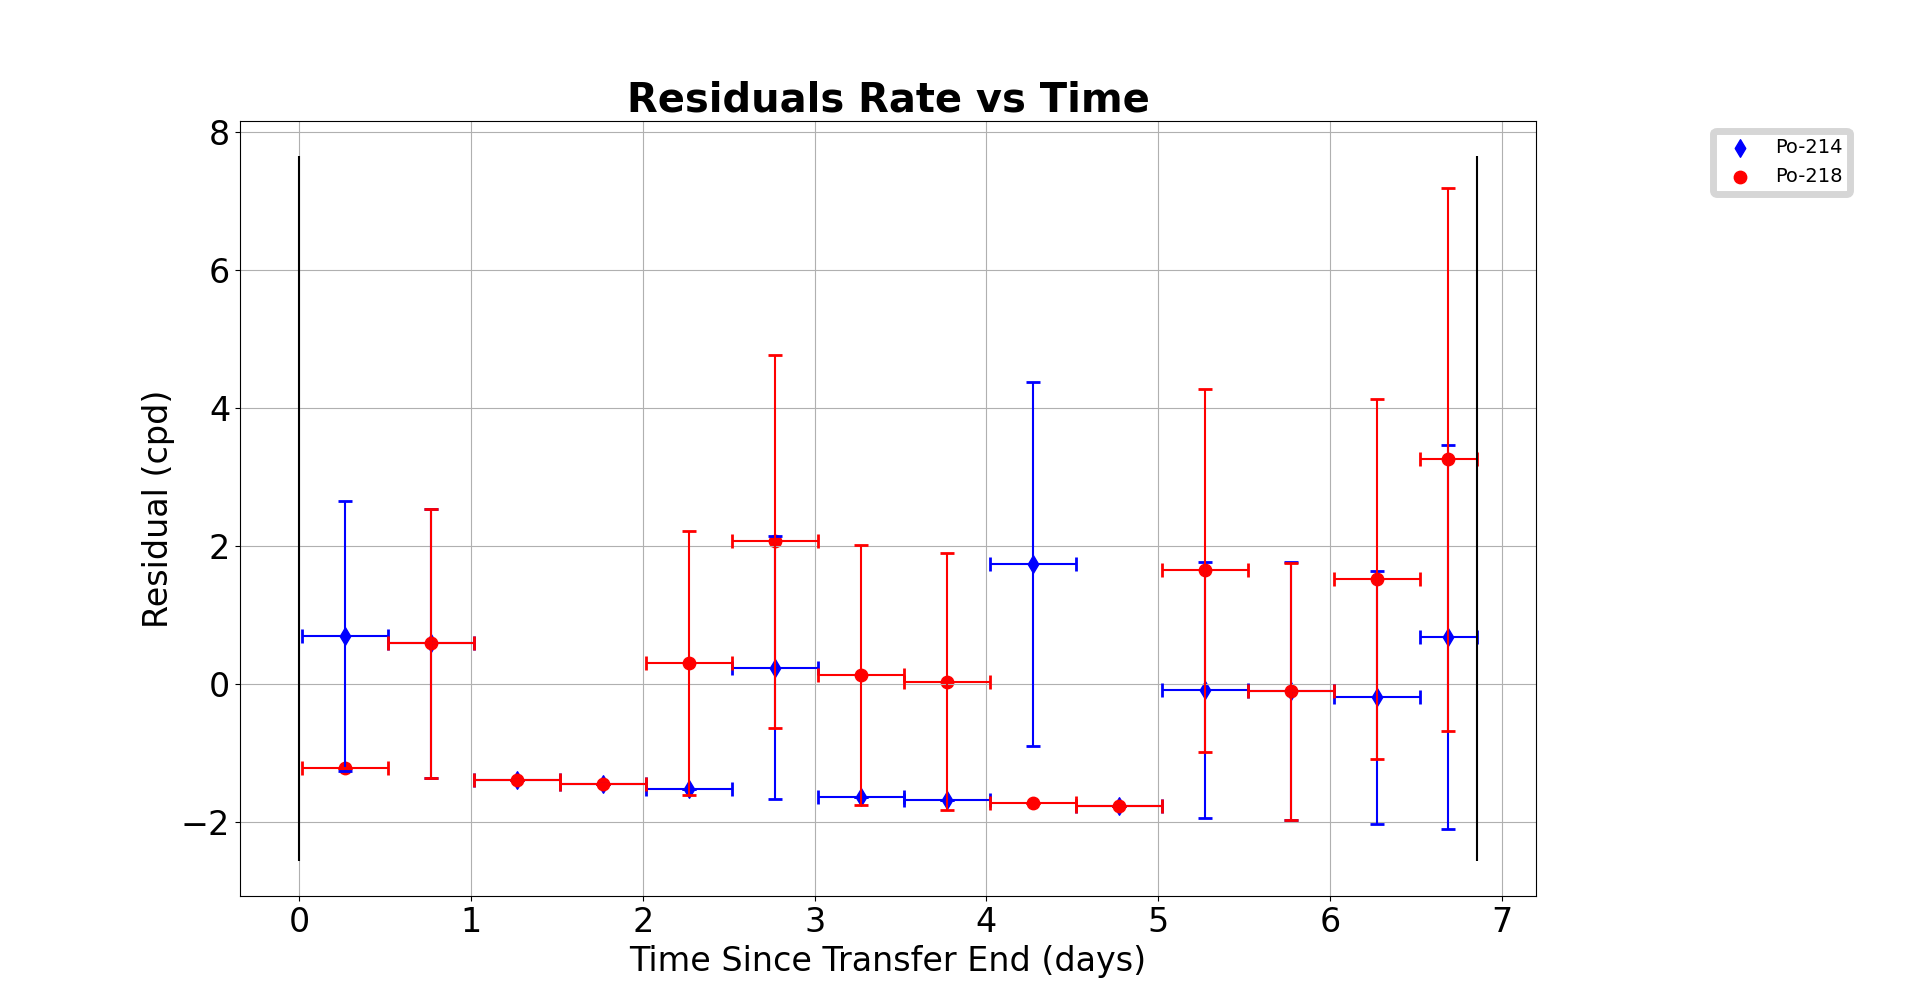 Residuals Rate vs Time
Po-214
Po-218
Residual (cpd)
8
6
4
2
0
−2
0 1 2 3 4 5 6 7
Time Since Transfer End (days)